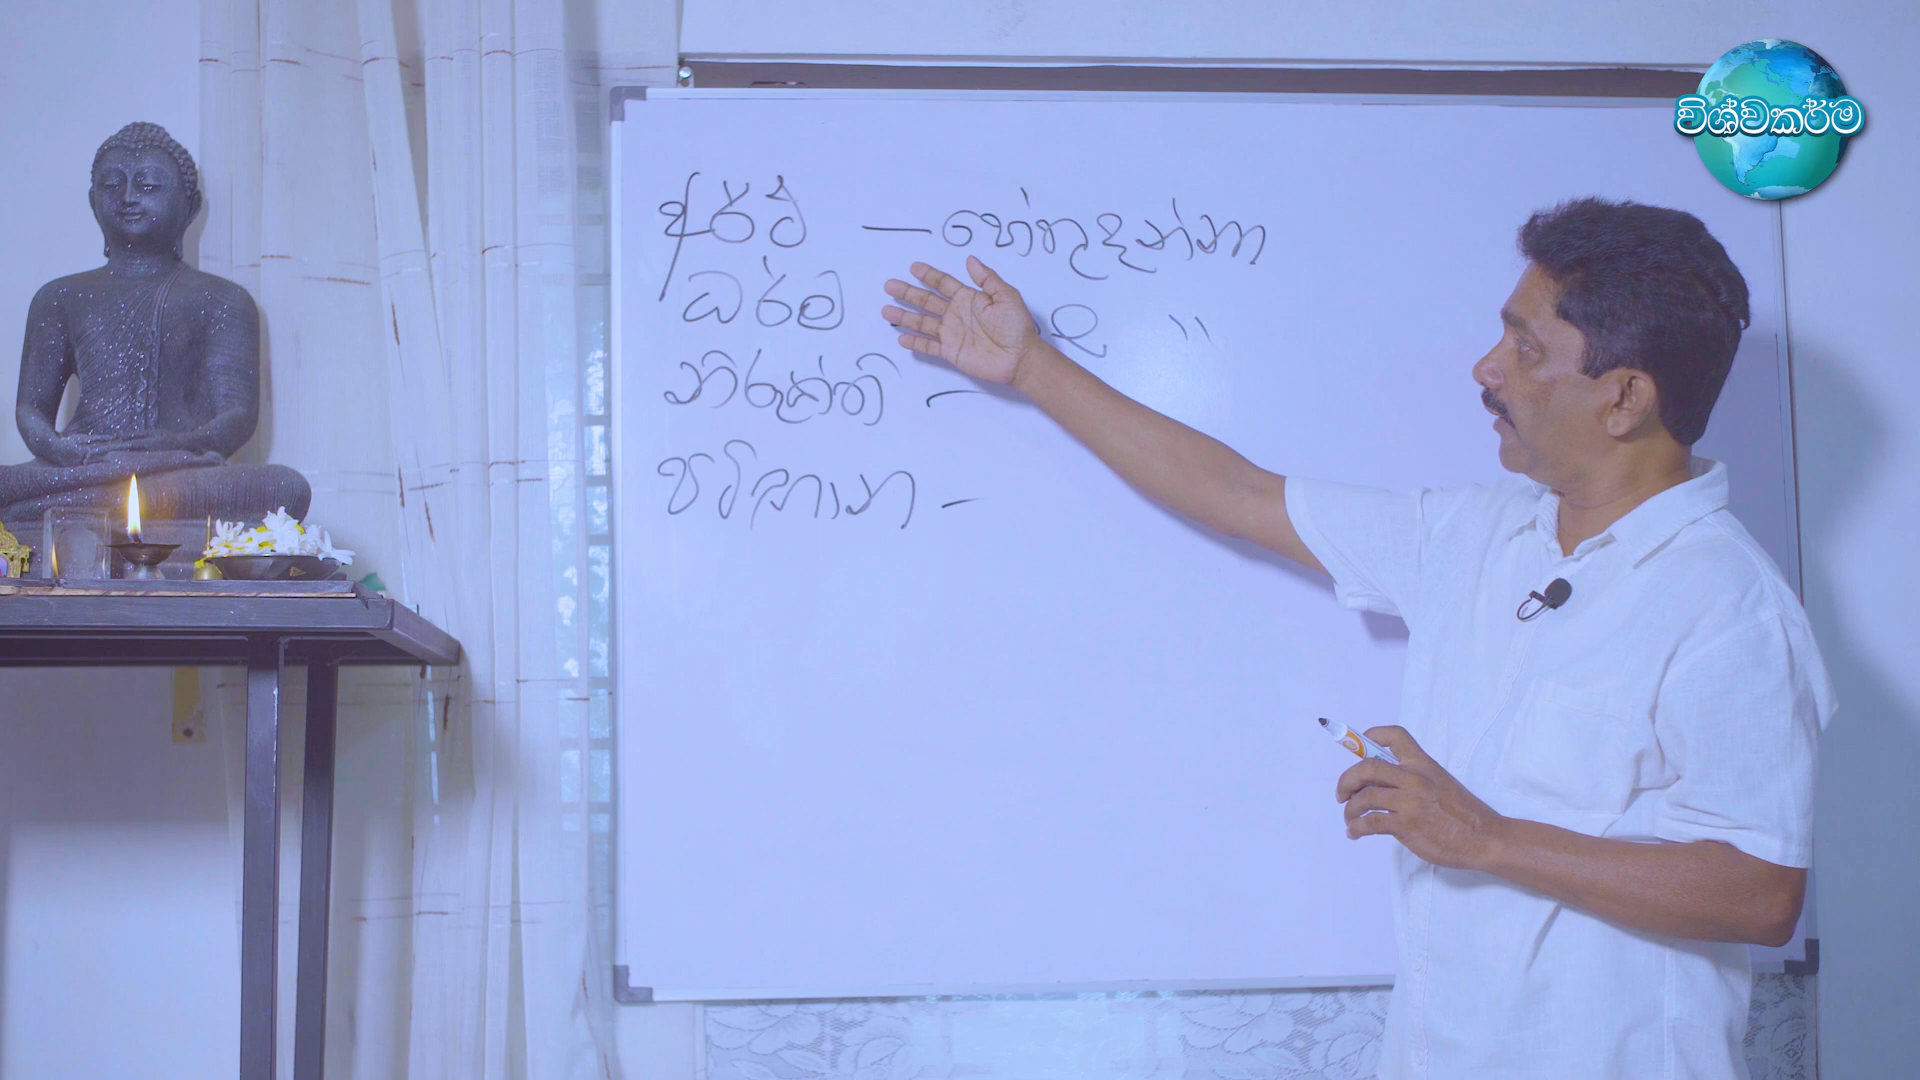 විශ්වකර්ම
අර්ථ — හේතු දන්නා
ධර්ම ල "
නිරුක්ති —
පටිභාන -